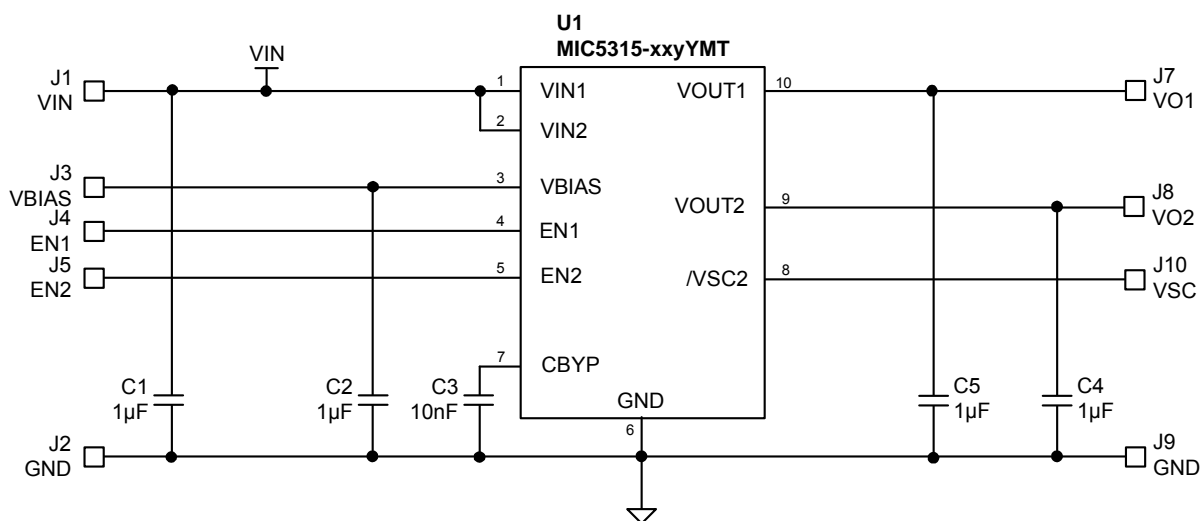 U1
MIC5315-xxyYMT
VIN
J1
VIN
1
VIN1
VOUT1
10
J7
VO1
2
VIN2
J3
VBIAS
3
VBIAS
J4
EN1
4
EN1
VOUT2
9
J8
VO2
J5
EN2
5
EN2
/VSC2
8
J10
VSC
7
CBYP
C1
1µF
C2
1µF
C3
10nF
GND
6
C5
1µF
C4
1µF
J2
GND
J9
GND